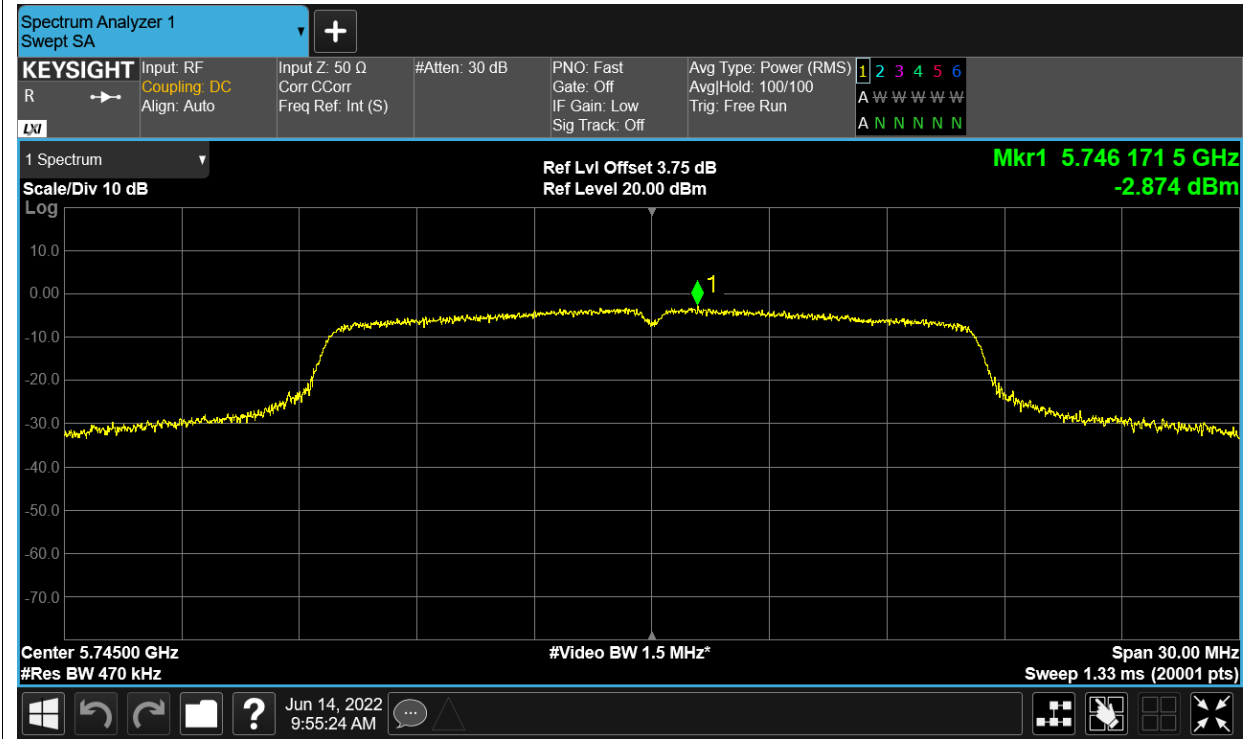 Spectrum Analyzer 1
Swept SA
KEYSIGHT
R
LXI
Input: RF
Coupling: DC
Align: Auto
Input Z: 50 Ω
Corr CCorr
Freq Ref: Int (S)
#Atten: 30 dB
PNO: Fast
Gate: Off
IF Gain: Low
Sig Track: Off
Avg Type: Power (RMS)
Avg|Hold: 100/100
Trig: Free Run
1 2 3 4 5 6
A W W W W W
A N N N N N
1 Spectrum
Scale/Div 10 dB
Log
Ref Lvl Offset 3.75 dB
Ref Level 20.00 dBm
Mkr1 5.746 171 5 GHz
-2.874 dBm
1
10.0
0.00
-10.0
-20.0
-30.0
-40.0
-50.0
-60.0
-70.0
Center 5.74500 GHz
#Res BW 470 kHz
#Video BW 1.5 MHz*
Span 30.00 MHz
Sweep 1.33 ms (20001 pts)
?
Jun 14, 2022
9:55:24 AM